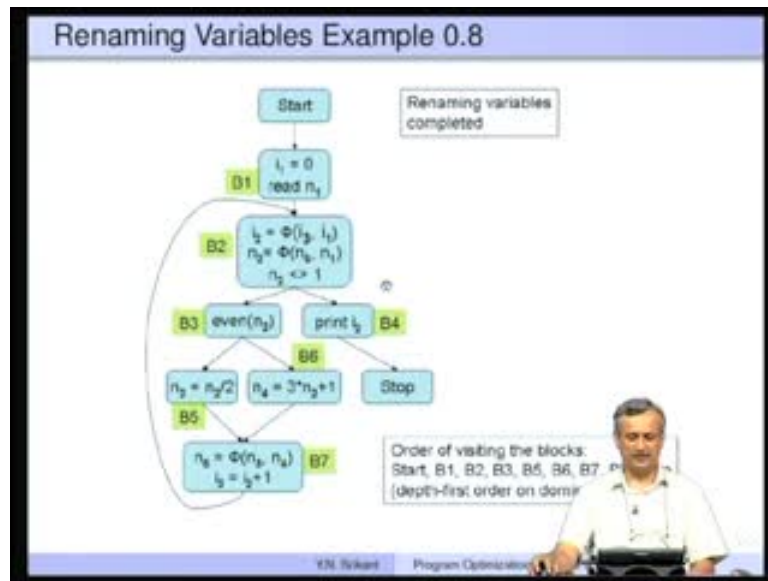 Renaming Variables Example 0.8
Start
Renaming variables
completed
i₁ = 0
read n₁
B1
i₂ = Φ(i₃, i₁)
n₂ = Φ(n₅, n₁)
n₂ <> 1
B2
B3
even(n₂)
print i₂
B4
B6
n₃ = n₂/2
n₄ = 3*n₂+1
Stop
B5
n₅ = Φ(n₃, n₄)
i₃ = i₂+1
B7
Order of visiting the blocks:
Start, B1, B2, B3, B5, B6, B7,
(depth-first order on
Y.N. Srikant
Program Optimization